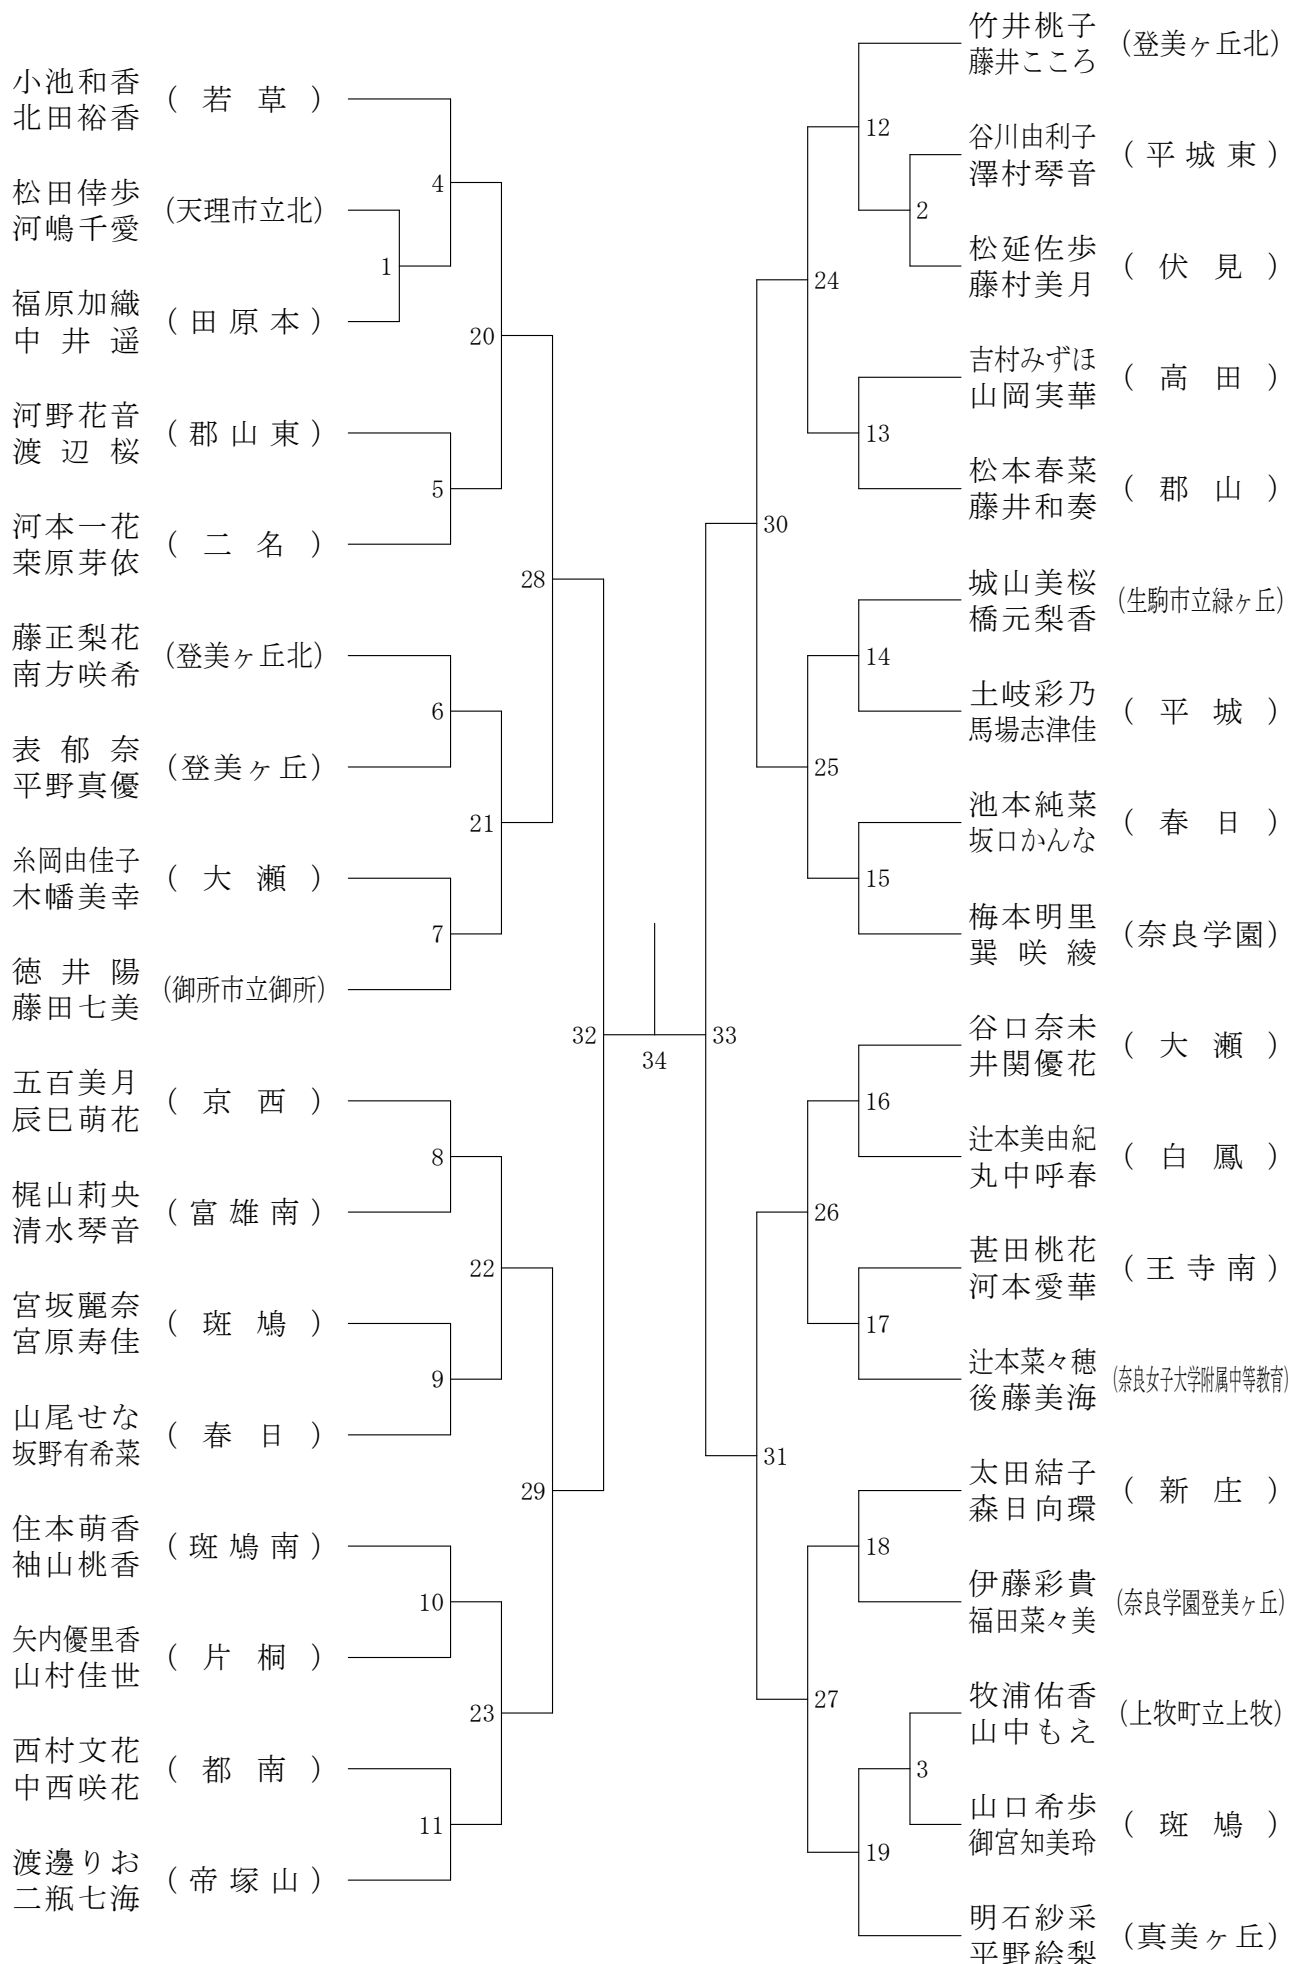 小池和香
北田裕香
(若草)
松田倖歩
河嶋千愛
(天理市立北)
福原加織
中井遥
(田原本)
河野花音
渡辺桜
(郡山東)
河本一花
桒原芽依
(二名)
藤正梨花
南方咲希
(登美ヶ丘北)
表郁奈
平野真優
(登美ヶ丘)
糸岡由佳子
木幡美幸
(大瀬)
徳井陽
藤田七美
(御所市立御所)
五百美月
辰巳萌花
(京西)
梶山莉央
清水琴音
(富雄南)
宮坂麗奈
宮原寿佳
(斑鳩)
山尾せな
坂野有希菜
(春日)
住本萌香
袖山桃香
(斑鳩南)
矢内優里香
山村佳世
(片桐)
西村文花
中西咲花
(都南)
渡邊りお
二瓶七海
(帝塚山)
4
1
20
5
28
6
21
7
32
8
22
9
29
10
23
11
34
33
12
2
24
13
30
14
25
15
16
26
17
31
18
27
3
19
竹井桃子
藤井こころ
(登美ヶ丘北)
谷川由利子
澤村琴音
(平城東)
松延佐歩
藤村美月
(伏見)
吉村みずほ
山岡実華
(高田)
松本春菜
藤井和奏
(郡山)
城山美桜
橋元梨香
(生駒市立緑ヶ丘)
土岐彩乃
馬場志津佳
(平城)
池本純菜
坂口かんな
(春日)
梅本明里
巽咲綾
(奈良学園)
谷口奈未
井関優花
(大瀬)
辻本美由紀
丸中呼春
(白鳳)
甚田桃花
河本愛華
(王寺南)
辻本菜々穂
後藤美海
(奈良女子大学附属中等教育)
太田結子
森日向環
(新庄)
伊藤彩貴
福田菜々美
(奈良学園登美ヶ丘)
牧浦佑香
山中もえ
(上牧町立上牧)
山口希歩
御宮知美玲
(斑鳩)
明石紗采
平野絵梨
(真美ヶ丘)